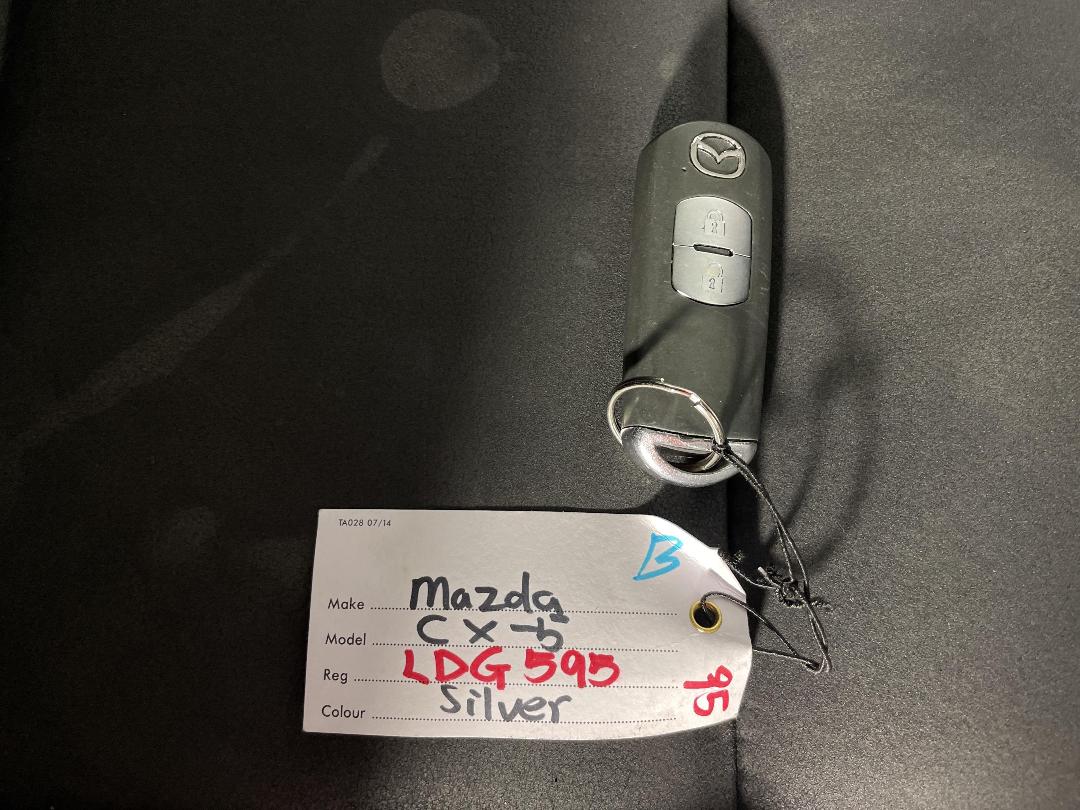 TA028 07/14
B
Make Mazda
Model CX-5
Reg LDG 595
Colour Silver
95